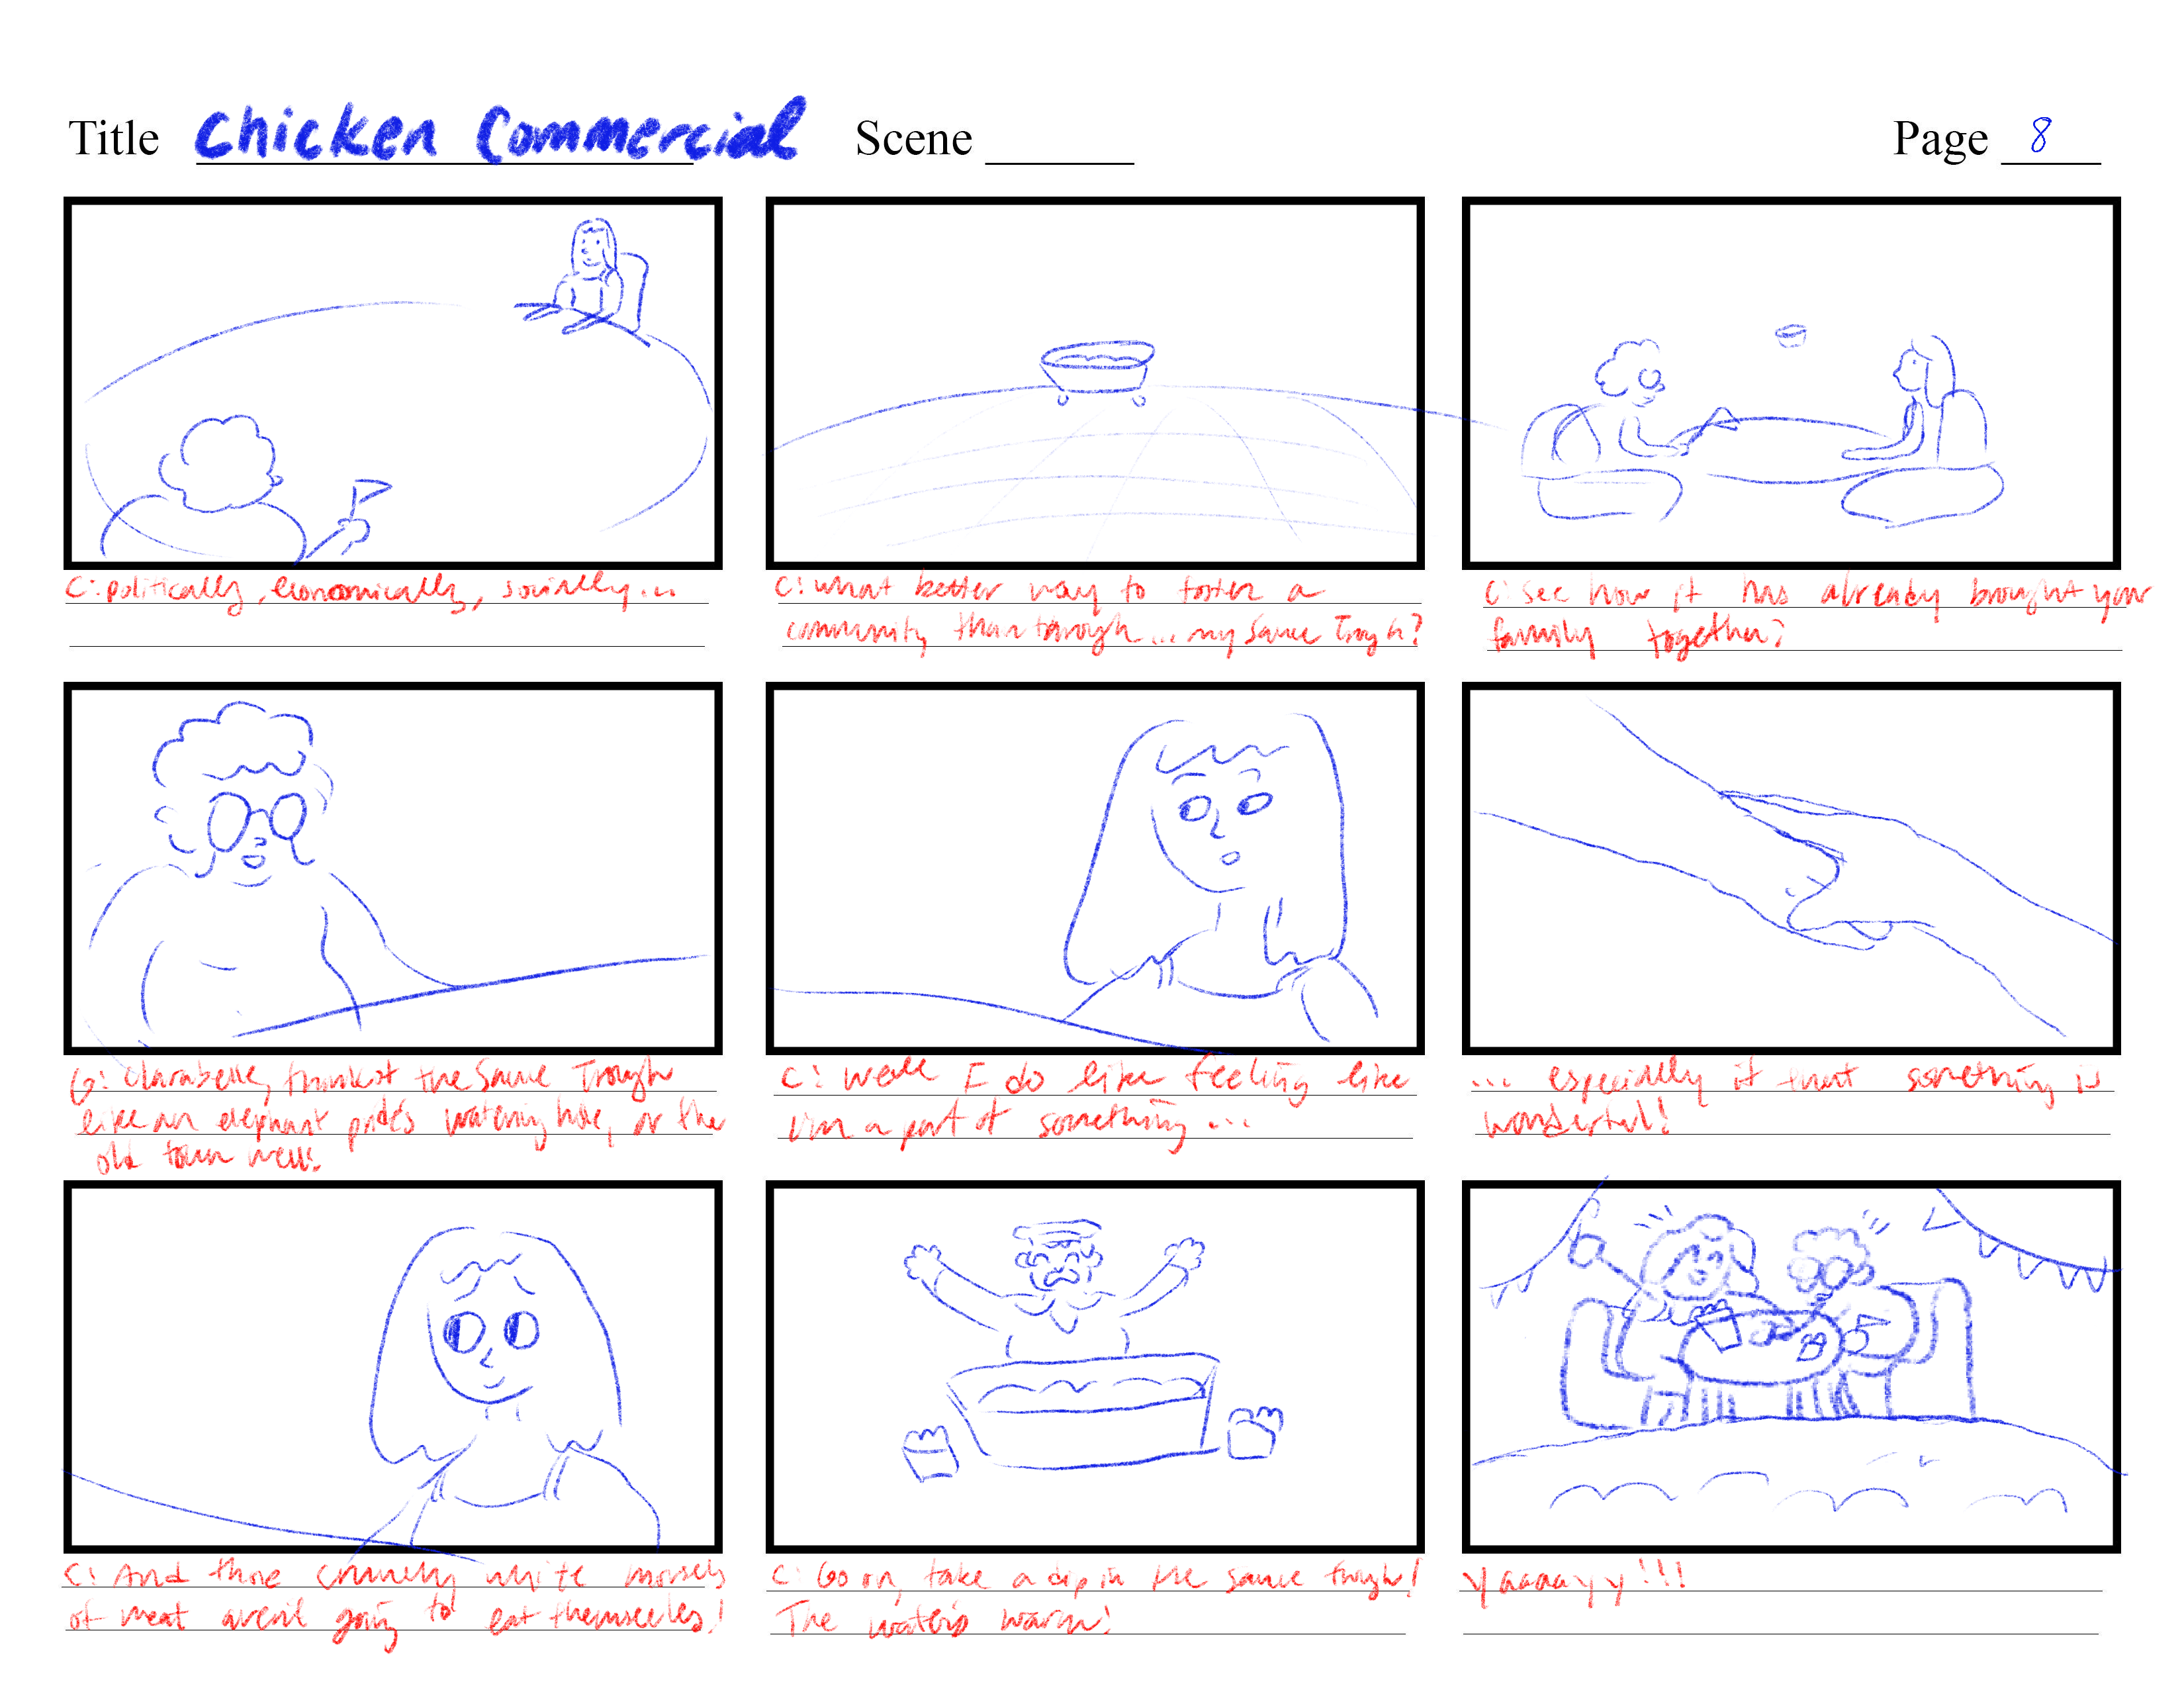 Title Chicken Commercial Scene Page 8
C: politically, economically, socially...
C: what better way to foster a
community than through... my Sauce Trough?
C: see how it has already brought your
family together?
G: Clarabelle, think of the Sauce Trough
like an elephant pride's watering hole, or the
old town well.
C: Well I do like feeling like
I'm a part of something...
... especially if that something is
wonderful!
C: And those crunchy white morsels
of meat aren't going to eat themselves!
C: Go on, take a dip in the sauce trough!
The water's warm!
Yaaaayy!!!